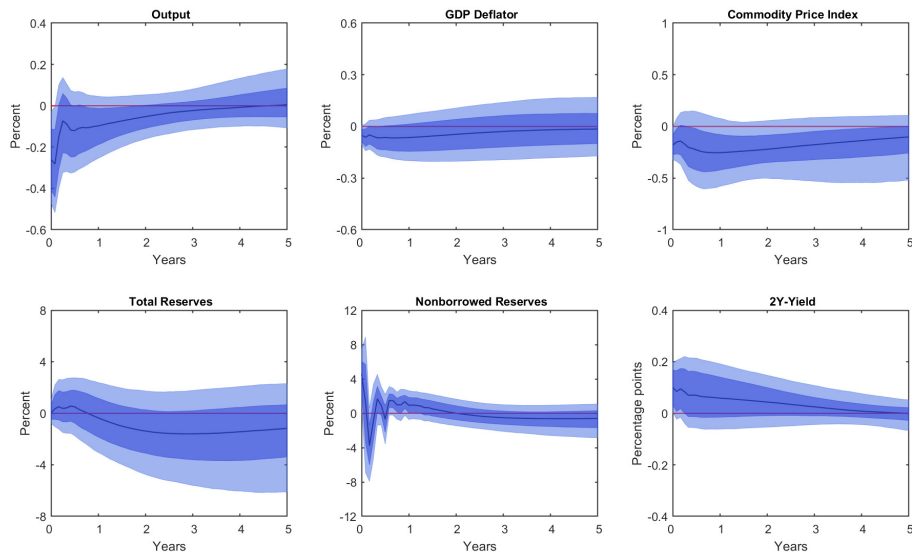 Output
GDP Deflator
Commodity Price Index
Percent
0.4
0.2
0
-0.2
-0.4
-0.6
0 1 2 3 4 5
Years
Percent
0.6
0.3
0
-0.3
-0.6
0 1 2 3 4 5
Years
Percent
1
0.5
0
-0.5
-1
0 1 2 3 4 5
Years
Total Reserves
Nonborrowed Reserves
2Y-Yield
Percent
8
4
0
-4
-8
0 1 2 3 4 5
Years
Percent
12
8
4
0
-4
-8
-12
0 1 2 3 4 5
Years
Percentage points
0.4
0.2
0
-0.2
-0.4
0 1 2 3 4 5
Years